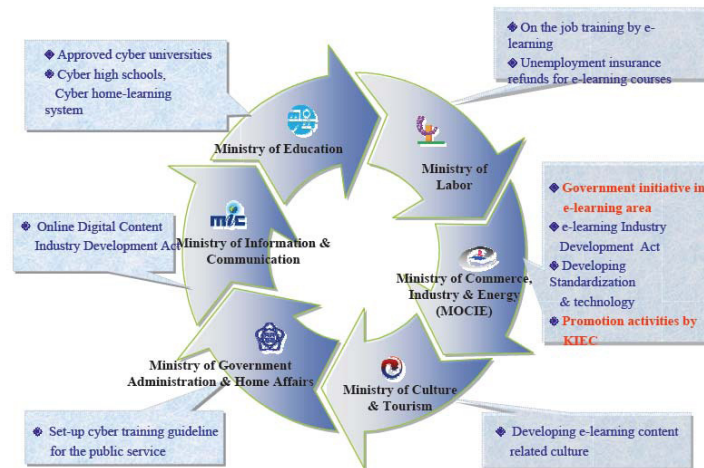 Approved cyber universities
Cyber high schools,
Cyber home-learning
system
On the job training by e-
learning
Unemployment insurance
refunds for e-learning courses
Ministry of Education
Ministry of
Labor
Government initiative in
e-learning area
e-learning Industry
Development Act
Developing
Standardization
& technology
Promotion activities by
KIEC
Online Digital Content
Industry Development Act
mic
Ministry of Information &
Communication
Ministry of Commerce,
Industry & Energy
(MOCIE)
Ministry of Government
Administration & Home Affairs
Ministry of Culture
& Tourism
Set-up cyber training guideline
for the public service
Developing e-learning content
related culture